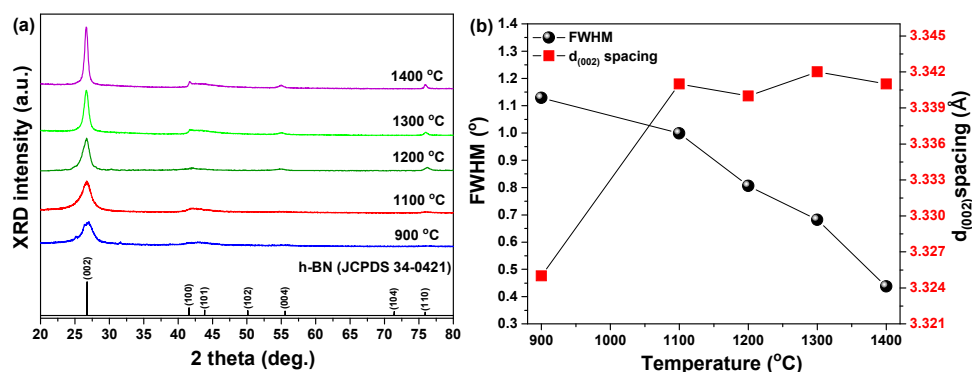 (a)
XRD intensity (a.u.)
1400 °C
1300 °C
1200 °C
1100 °C
900 °C
h-BN (JCPDS 34-0421)
(002)
(100)
(101)
(102)
(004)
(104)
(110)
20 25 30 35 40 45 50 55 60 65 70 75 80
2 theta (deg.)
(b)
FWHM
d(002) spacing
FWHM (°)
1.4
1.3
1.2
1.1
1.0
0.9
0.8
0.7
0.6
0.5
0.4
0.3
900 1000 1100 1200 1300 1400
Temperature (°C)
3.345
3.342
3.339
3.336
3.333
3.330
3.327
3.324
3.321
d(002) spacing (Å)